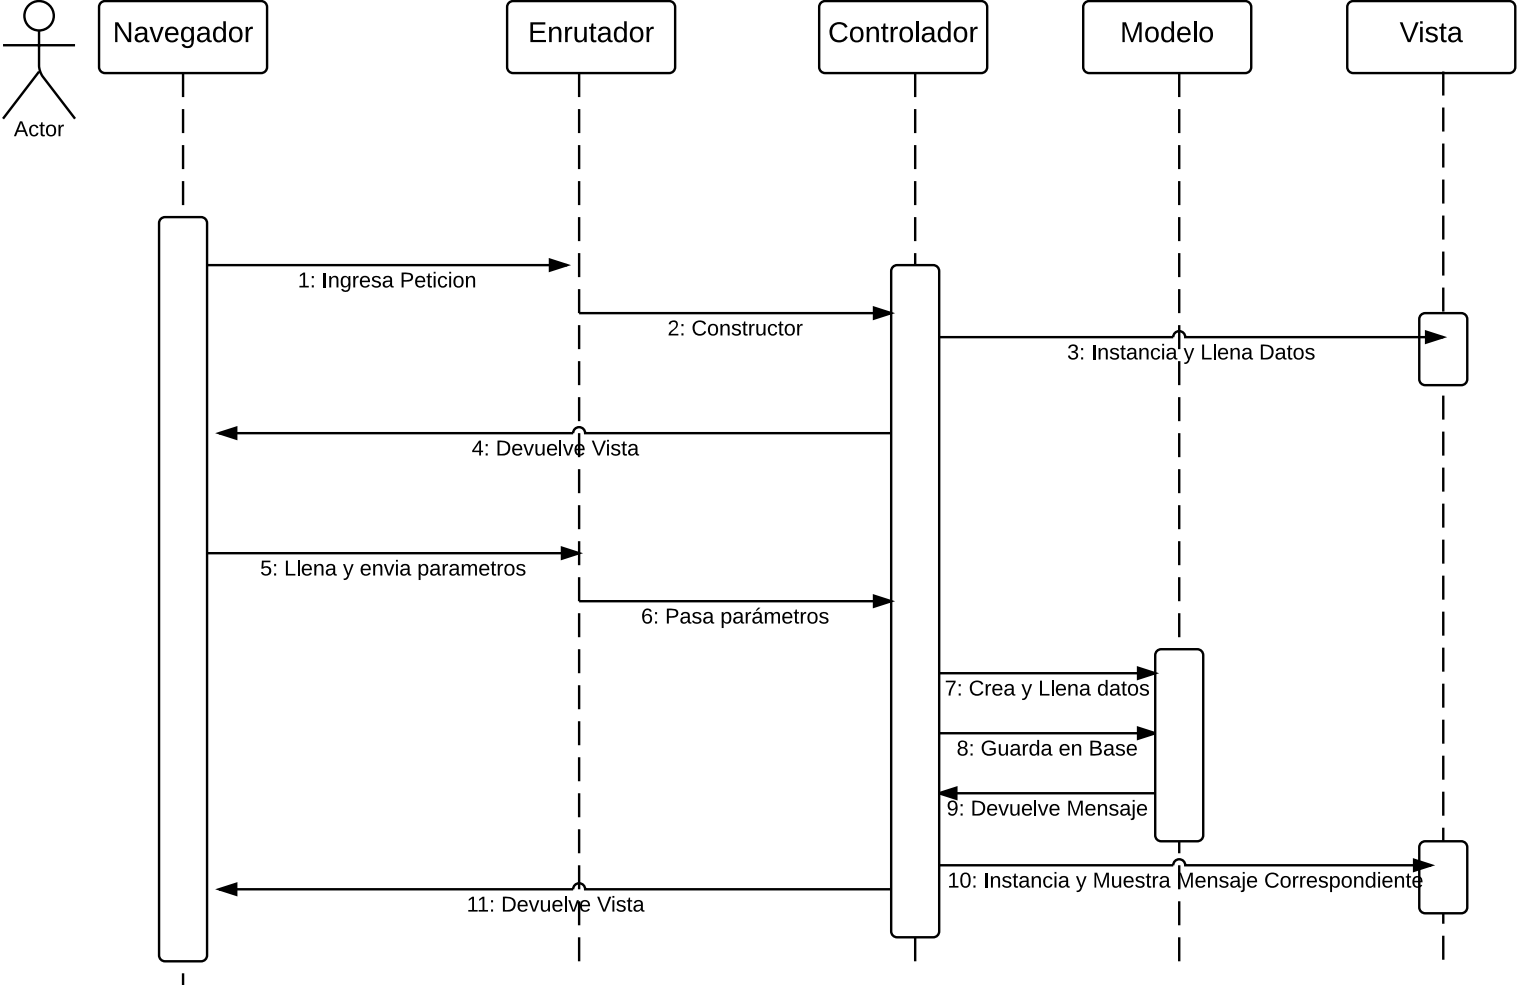 Navegador
Enrutador
Controlador
Modelo
Vista
Actor
1: Ingresa Peticion
2: Constructor
3: Instancia y Llena Datos
4: Devuelve Vista
5: Llena y envia parametros
6: Pasa parámetros
7: Crea y Llena datos
8: Guarda en Base
9: Devuelve Mensaje
10: Instancia y Muestra Mensaje Correspondiente
11: Devuelve Vista